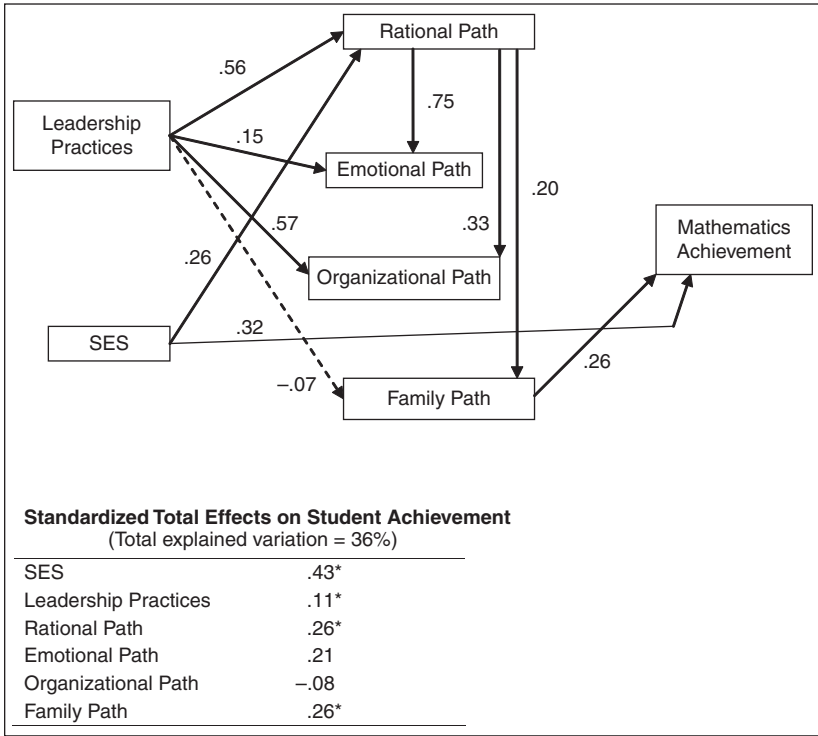 Rational Path
.56
Leadership
Practices
.75
.15
Emotional Path
.20
Mathematics
Achievement
.57
.33
.26
Organizational Path
.32
SES
.26
–.07
Family Path
Standardized Total Effects on Student Achievement
(Total explained variation = 36%)
SES .43*
Leadership Practices .11*
Rational Path .26*
Emotional Path .21
Organizational Path –.08
Family Path .26*